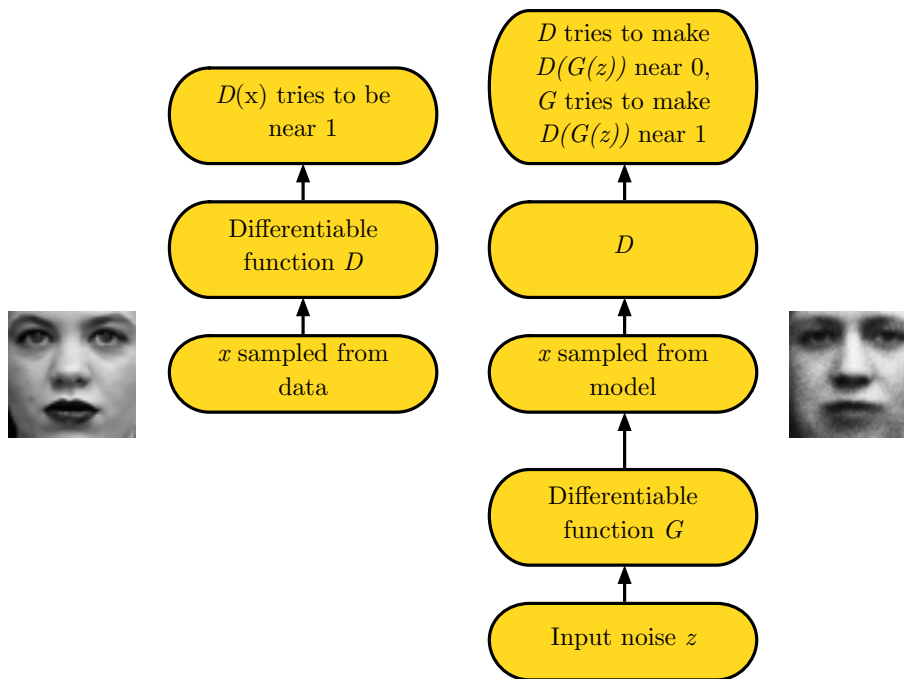 D(x) tries to be
near 1
Differentiable
function D
x sampled from
data
D tries to make
D(G(z)) near 0,
G tries to make
D(G(z)) near 1
D
x sampled from
model
Differentiable
function G
Input noise z